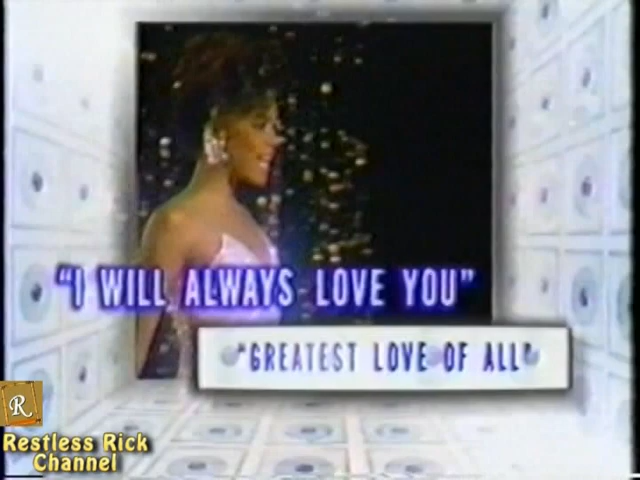 "I WILL ALWAYS LOVE YOU"
"GREATEST LOVE OF ALL"
R
Restless Rick
Channel